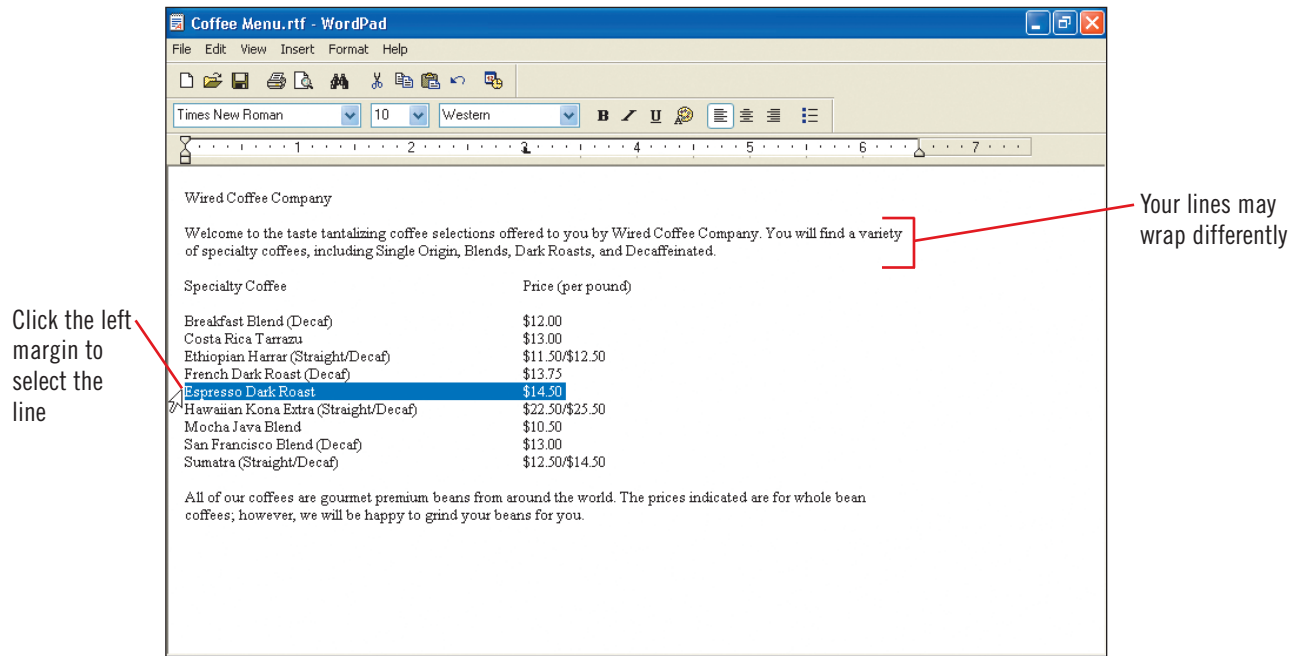 Coffee Menu.rtf - WordPad
File Edit View Insert Format Help
Times New Roman 10 Western B / U
1 2 3 4 5 6 7
Wired Coffee Company
Welcome to the taste tantalizing coffee selections offered to you by Wired Coffee Company. You will find a variety
of specialty coffees, including Single Origin, Blends, Dark Roasts, and Decaffeinated.
Specialty Coffee Price (per pound)
Breakfast Blend (Decaf) $12.00
Costa Rica Tarrazu $13.00
Ethiopian Harrar (Straight/Decaf) $11.50/$12.50
French Dark Roast (Decaf) $13.75
Espresso Dark Roast $14.50
Hawaiian Kona Extra (Straight/Decaf) $22.50/$25.50
Mocha Java Blend $10.50
San Francisco Blend (Decaf) $13.00
Sumatra (Straight/Decaf) $12.50/$14.50
All of our coffees are gourmet premium beans from around the world. The prices indicated are for whole bean
coffees; however, we will be happy to grind your beans for you.
Click the left
margin to
select the
line
Your lines may
wrap differently